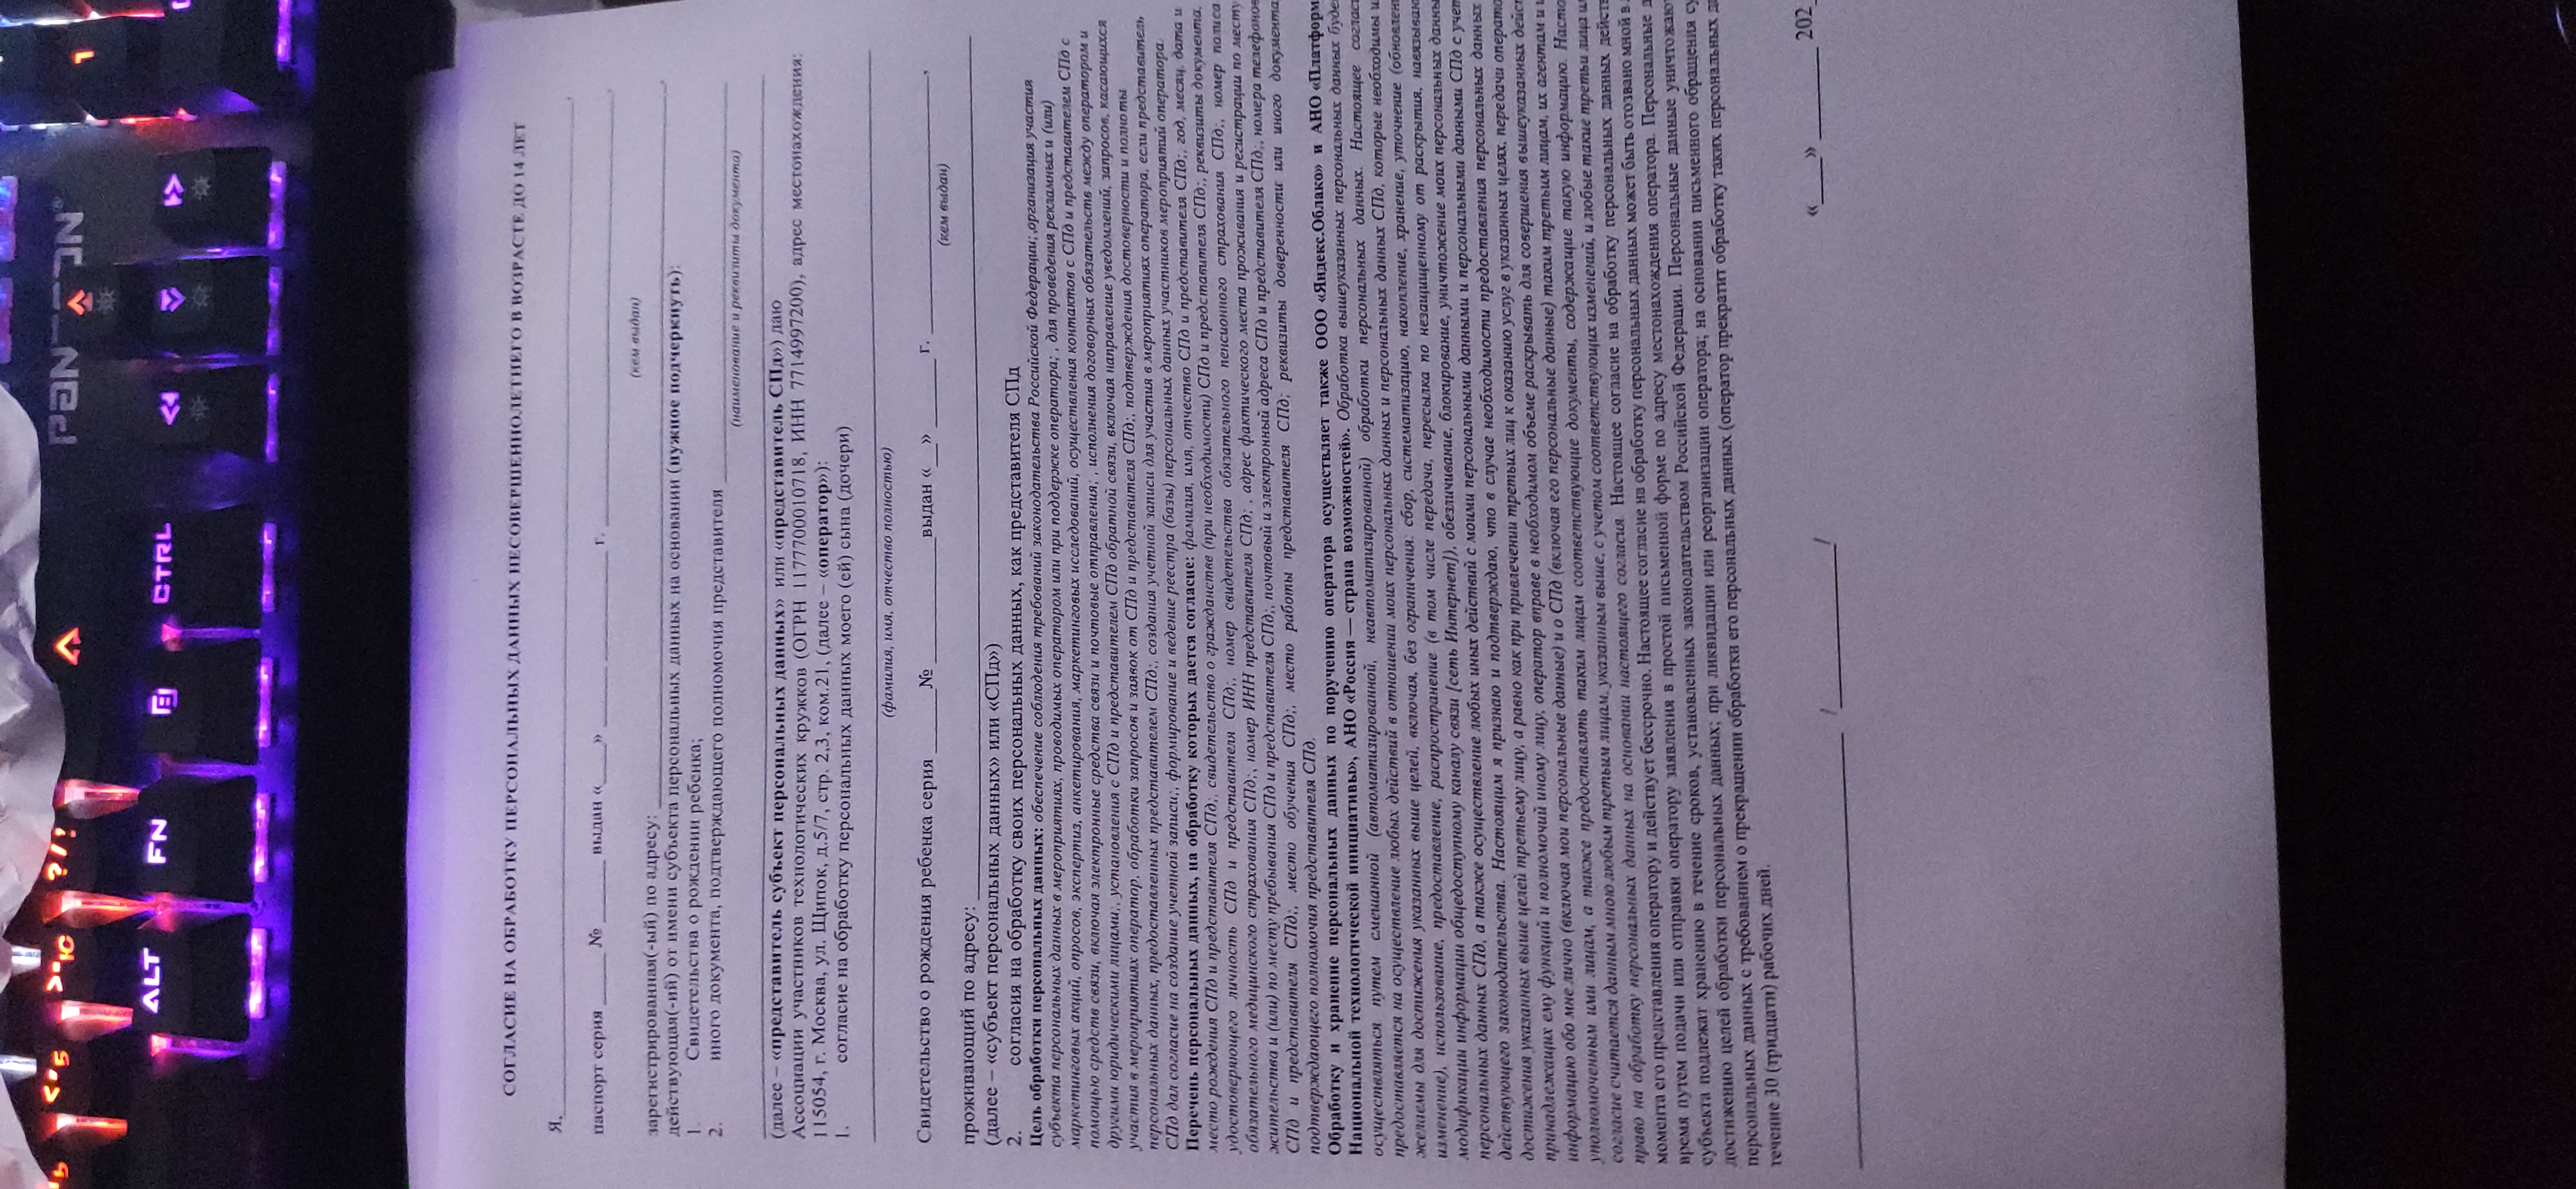 ь <•5 >•Ю ?/! PANTEON® 1
ALT FN CTRL
СОГЛАСИЕ НА ОБРАБОТКУ ПЕРСОНАЛЬНЫХ ДАННЫХ НЕСОВЕРШЕННОЛЕТНЕГО В ВОЗРАСТЕ ДО 14 ЛЕТ
Я,____________,
паспорт серия _____ № ______ выдан «____» ______ ___________ г. ____________,
(кем выдан)
зарегистрированная(-ый) по адресу: ____________,
действующая(-ий) от имени субъекта персональных данных на основании (нужное подчеркнуть):
1. Свидетельства о рождении ребенка;
2. иного документа, подтверждающего полномочия представителя ____________
(наименование и реквизиты документа)
(далее – «представитель субъект персональных данных» или «представитель СПд») даю
Ассоциации участников технологических кружков (ОГРН 1177700010718, ИНН 7714997200), адрес местонахождения:
115054, г. Москва, ул. Щипок, д.5/7, стр. 2,3, ком.21, (далее – «оператор»):
1. согласие на обработку персональных данных моего (ей) сына (дочери)
(фамилия, имя, отчество полностью)
Свидетельство о рождения ребенка серия ______№ ____________выдан «__» _______ г. ____________,
(кем выдан)
проживающий по адресу: ____________
(далее – «субъект персональных данных» или «СПд»)
2. согласия на обработку своих персональных данных, как представителя СПд
Цель обработки персональных данных: обеспечение соблюдения требований законодательства Российской Федерации; ,организация участия
субъекта персональных данных в мероприятиях, проводимых оператором или при поддержке оператора; , для проведения рекламных и (или)
маркетинговых акций, опросов, экспертиз, анкетирования, маркетинговых исследований, осуществления контактов с СПд и представителем СПд с
помощью средств связи, включая электронные средства связи и почтовые отправления; , исполнения договорных обязательств между оператором и
другими юридическими лицами;, установления с СПд и представителем СПд обратной связи, включая направление уведомлений, запросов, касающихся
участия в мероприятиях оператор, обработки запросов и заявок от СПд и представителя СПд;, подтверждения достоверности и полноты
персональных данных, предоставленных представителем СПд;, создания учетной записи для участия в мероприятиях оператора, если представитель
СПд дал согласие на создание учетной записи;, формирование и ведение реестра (базы) персональных данных участников мероприятий оператора
Перечень персональных данных, на обработку которых дается согласие: фамилия, имя, отчество СПд и представителя СПд;, год, месяц, дата и
место рождения СПд и представителя СПд;, свидетельство о гражданстве (при необходимости) СПд и представителя СПд;, реквизиты документа,
удостоверяющего личность СПд и представителя СПд;, номер свидетельства обязательного пенсионного страхования СПд;, номер полиса
обязательного медицинского страхования СПд;, номер ИНН представителя СПд; , адрес фактического места проживания и регистрации по месту
жительства и (или) по месту пребывания СПд и представителя СПд;, почтовый и электронный адреса СПд и представителя СПд;, номера телефонов
СПд и представителя СПд;, место обучения СПд;, место работы представителя СПд; реквизиты доверенности или иного документа
подтверждающего полномочия представителя СПд.
Обработку и хранение персональных данных по поручению оператора осуществляет также ООО «Яндекс.Облако» и АНО «Платформ
Национальной технологической инициативы», АНО «Россия — страна возможностей». Обработка вышеуказанных персональных данных буде
осуществляться путем смешанной (автоматизированной, неавтоматизированной) обработки персональных данных. Настоящее соглас
предоставляется на осуществление любых действий в отношении моих персональных данных и персональных данных СПд, которые необходимы и
желаемы для достижения указанных выше целей, включая, без ограничения: сбор, систематизацию, накопление, хранение, уточнение (обновлен
изменение), использование, предоставление, распространение (в том числе передача, пересылка по незащищенному от раскрытия, навязыва
модификации информации общедоступному каналу связи [сеть Интернет]), обезличивание, блокирование, уничтожение моих персональных данны
персональных данных СПд, а также осуществление любых иных действий с моими персональными данными и персональными данными СПд с учет
действующего законодательства. Настоящим я признаю и подтверждаю, что в случае необходимости предоставления персональных данных
достижения указанных выше целей третьему лицу, а равно как при привлечении третьих лиц к оказанию услуг в указанных целях, передачи операто
принадлежащих ему функций и полномочий иному лицу, оператор вправе в необходимом объеме раскрывать для совершения вышеуказанных дейст
информацию обо мне лично (включая мои персональные данные) и о СПд (включая его персональные данные) таким третьим лицам, их агентам и и
уполномоченным ими лицам, а также предоставлять таким лицам соответствующие документы, содержащие такую информацию. Насто
согласие считается данным мною любым третьим лицам, указанным выше, с учетом соответствующих изменений, и любые такие третьи лица им
право на обработку персональных данных на основании настоящего согласия. Настоящее согласие на обработку персональных данных действ
момента его представления оператору и действует бессрочно. Настоящее согласие на обработку персональных данных может быть отозвано мной в
время путем подачи или отправки оператору заявления в простой письменной форме по адресу местонахождения оператора. Персональные д
субъекта подлежат хранению в течение сроков, установленных законодательством Российской Федерации. Персональные данные уничтожаю
достижению целей обработки персональных данных; при ликвидации или реорганизации оператора; на основании письменного обращения су
персональных данных с требованием о прекращении обработки его персональных данных (оператор прекратит обработку таких персональных да
течение 30 (тридцати) рабочих дней.
____________ /____________/ «____» ________ 202_